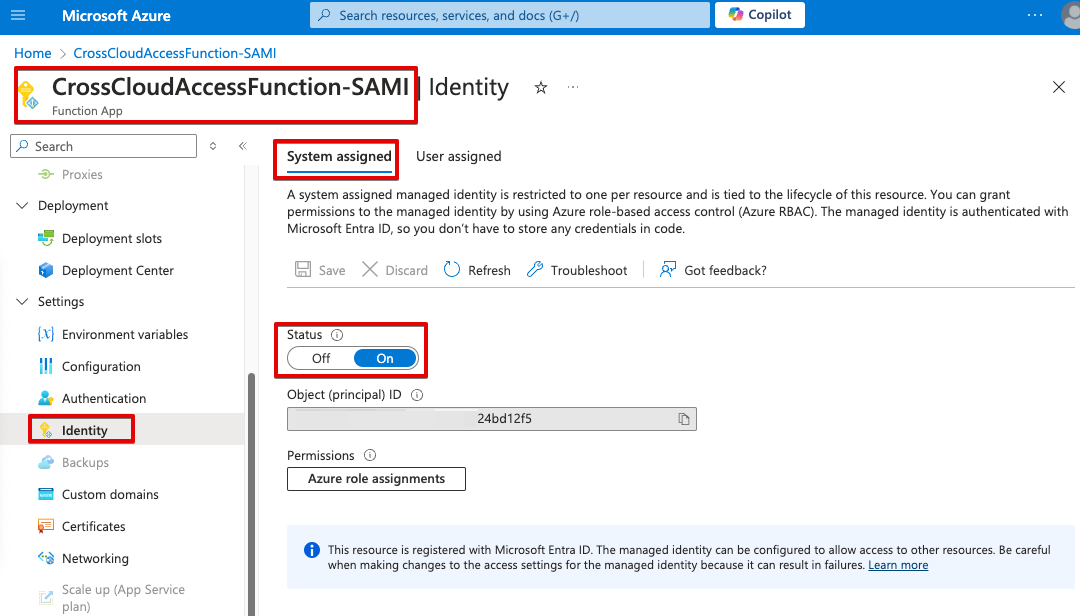 Microsoft Azure
Search resources, services, and docs (G+/)
Copilot
Home > CrossCloudAccessFunction-SAMI
CrossCloudAccessFunction-SAMI | Identity
Function App
Search
Proxies
Deployment
Deployment slots
Deployment Center
Settings
Environment variables
Configuration
Authentication
Identity
Backups
Custom domains
Certificates
Networking
Scale up (App Service
plan)
System assigned
User assigned
A system assigned managed identity is restricted to one per resource and is tied to the lifecycle of this resource. You can grant
permissions to the managed identity by using Azure role-based access control (Azure RBAC). The managed identity is authenticated with
Microsoft Entra ID, so you don’t have to store any credentials in code.
Save
Discard
Refresh
Troubleshoot
Got feedback?
Status
Off
On
Object (principal) ID
24bd12f5
Permissions
Azure role assignments
This resource is registered with Microsoft Entra ID. The managed identity can be configured to allow access to other resources. Be careful
when making changes to the access settings for the managed identity because it can result in failures. Learn more